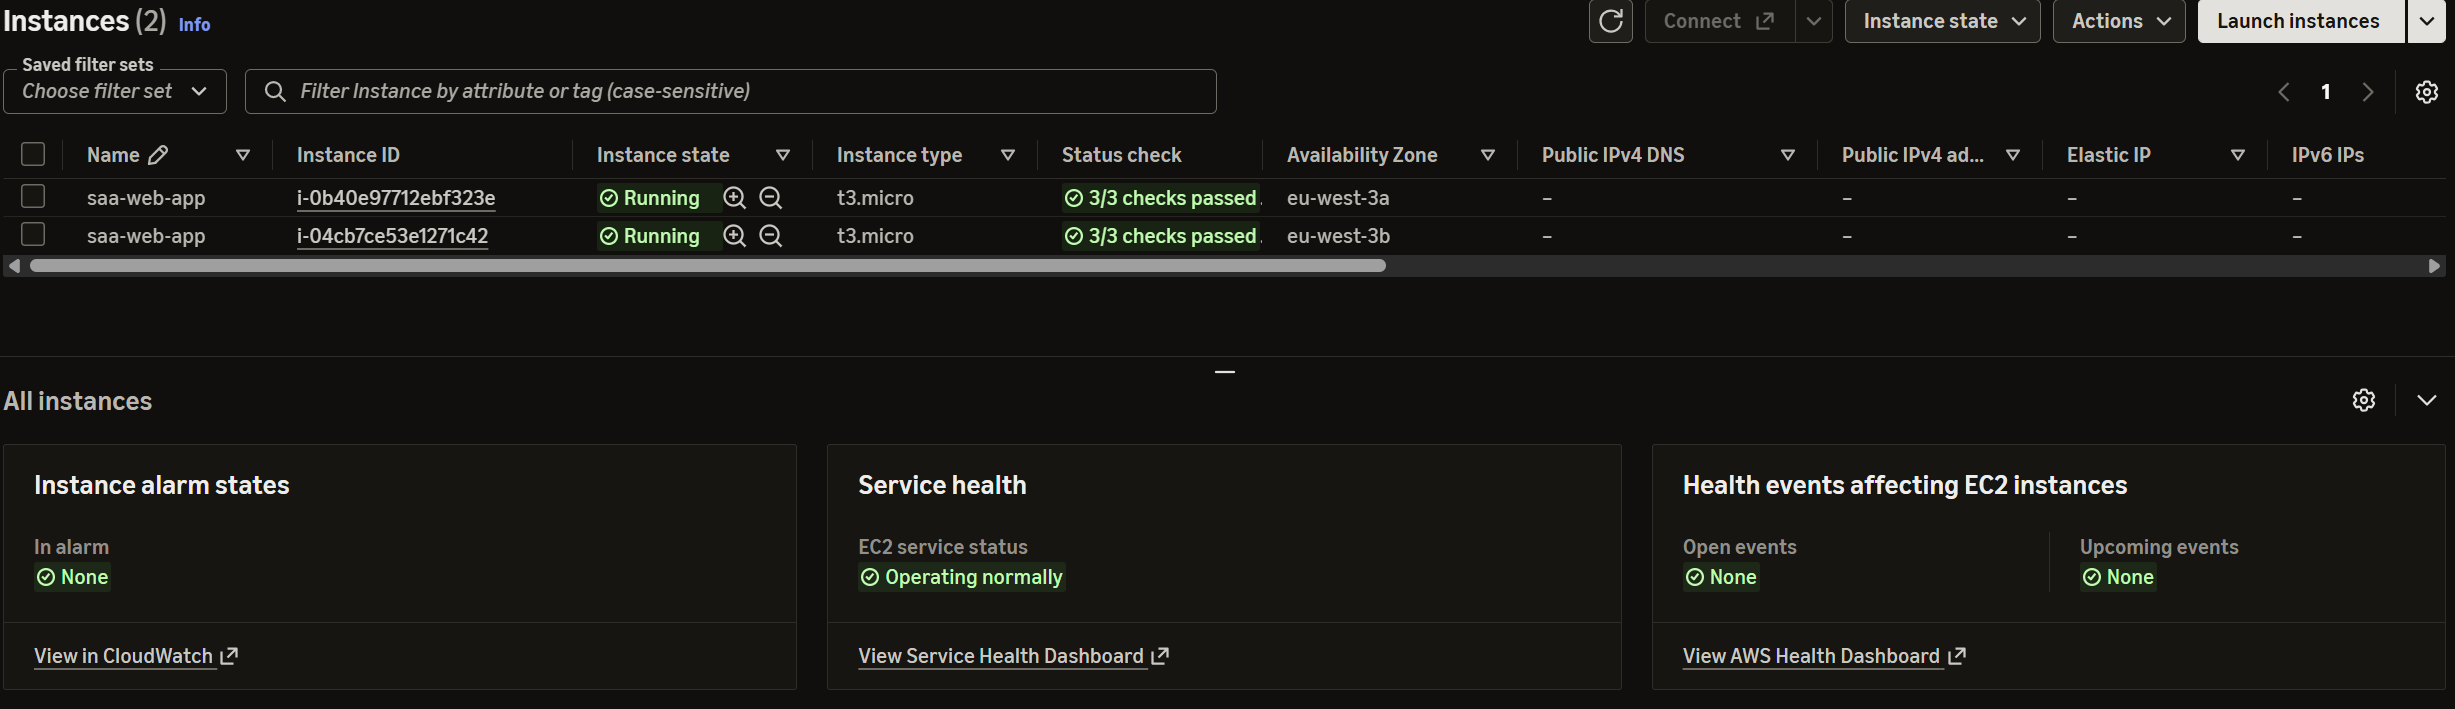 Instances (2) Info Connect Instance state Actions Launch instances
Saved filter sets
Choose filter set Filter Instance by attribute or tag (case-sensitive) 1
Name Instance ID Instance state Instance type Status check Availability Zone Public IPv4 DNS Public IPv4 ad... Elastic IP IPv6 IPs
saa-web-app i-0b40e97712ebf323e Running t3.micro 3/3 checks passed eu-west-3a – – – –
saa-web-app i-04cb7ce53e1271c42 Running t3.micro 3/3 checks passed eu-west-3b – – – –
All instances
Instance alarm states
In alarm
None
View in CloudWatch
Service health
EC2 service status
Operating normally
View Service Health Dashboard
Health events affecting EC2 instances
Open events Upcoming events
None None
View AWS Health Dashboard